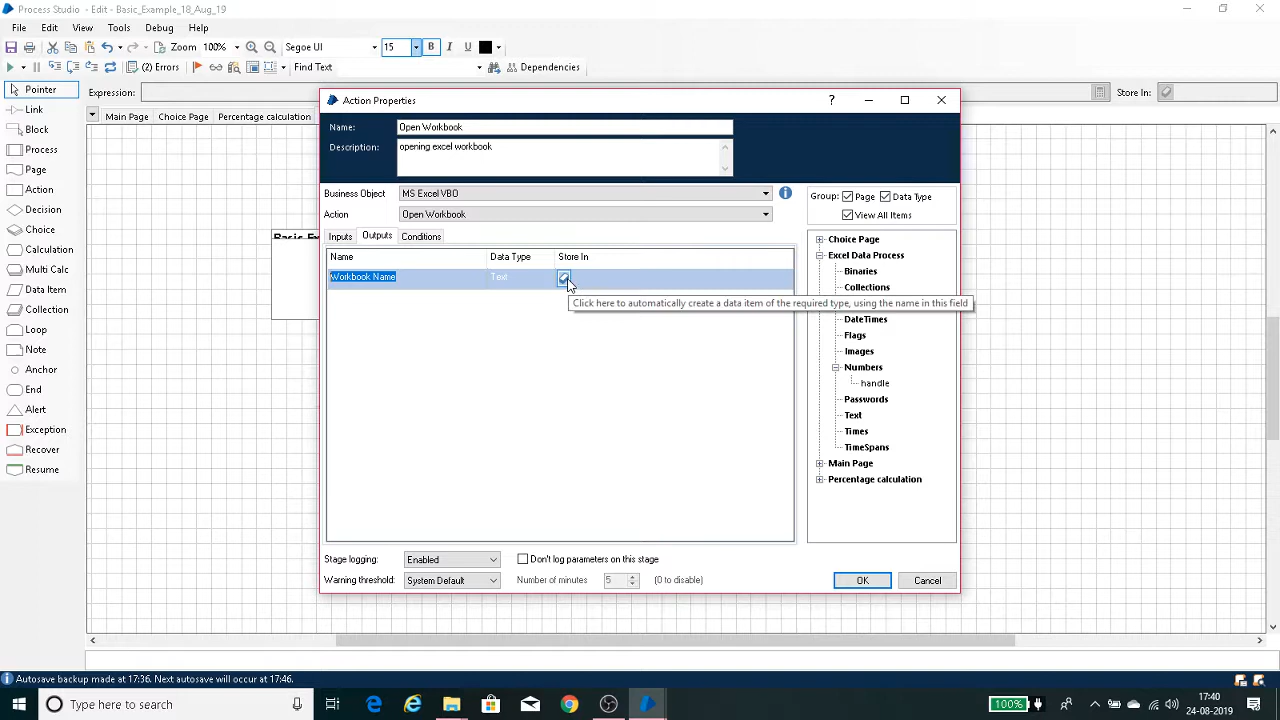 Process Studio - Edit - Basic_Example_18_Aug_19
File Edit View Tools Debug Help
Zoom 100% Segoe UI 15 B I U
(2) Errors Find Text Dependencies
Pointer
Expression: Store In:
Link
Block
Process
Page
Action
Decision
Choice
Calculation
Multi Calc
Data Item
Collection
Loop
Note
Anchor
End
Alert
Exception
Recover
Resume
Main Page Choice Page Percentage calculation
Basic_Ex
Action Properties ?
Name: Open Workbook
Description: opening excel workbook
Business Object MS Excel VBO
Action Open Workbook
Inputs Outputs Conditions
Name Data Type Store In
Workbook Name Text
Click here to automatically create a data item of the required type, using the name in this field
Stage logging: Enabled Don't log parameters on this stage
Warning threshold: System Default Number of minutes 5 (0 to disable)
Group: Page Data Type
View All Items
Choice Page
Excel Data Process
Binaries
Collections
DateTimes
Flags
Images
Numbers
handle
Passwords
Text
Times
TimeSpans
Main Page
Percentage calculation
OK Cancel
Autosave backup made at 17:36. Next autosave will occur at 17:46.
Type here to search
100%
17:40
24-08-2019